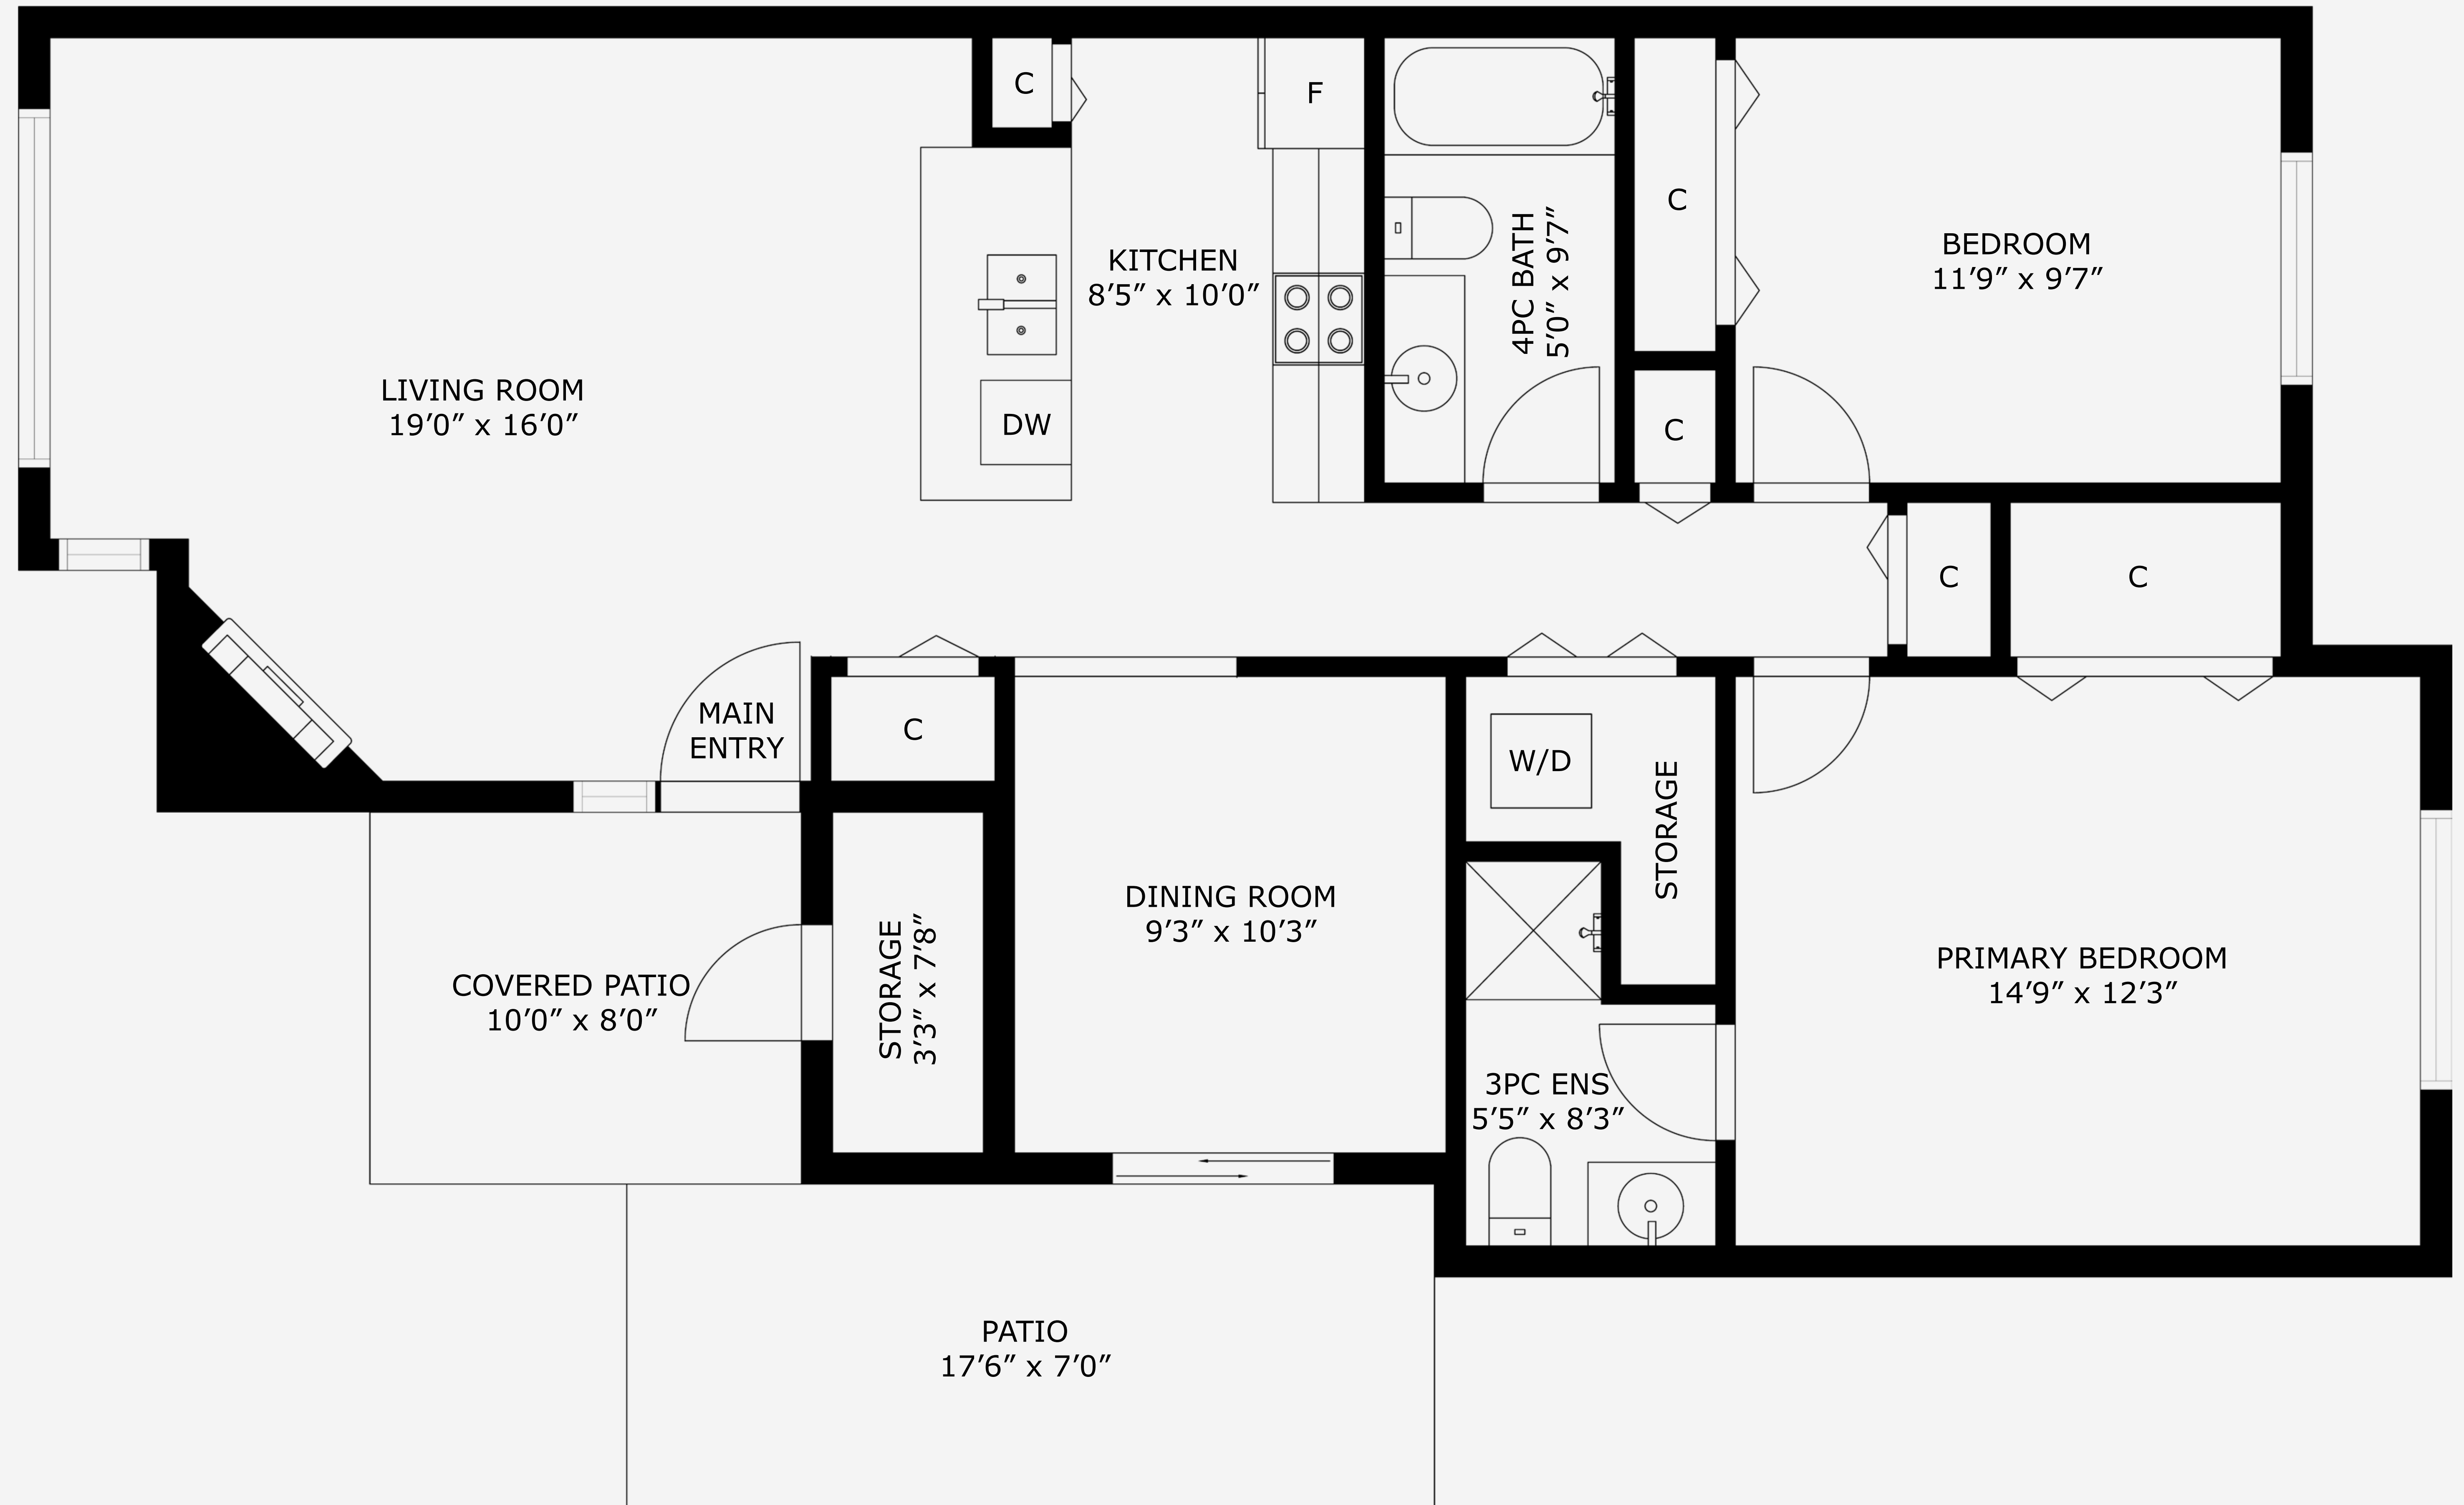 C
F
C
KITCHEN
8’5” x 10’0”
4PC BATH
5’0” x 9’7”
BEDROOM
11’9” x 9’7”
LIVING ROOM
19’0” x 16’0”
DW
C
C
C
MAIN
ENTRY
C
W/D
STORAGE
DINING ROOM
9’3” x 10’3”
STORAGE
3’3” x 7’8”
COVERED PATIO
10’0” x 8’0”
PRIMARY BEDROOM
14’9” x 12’3”
3PC ENS
5’5” x 8’3”
PATIO
17’6” x 7’0”